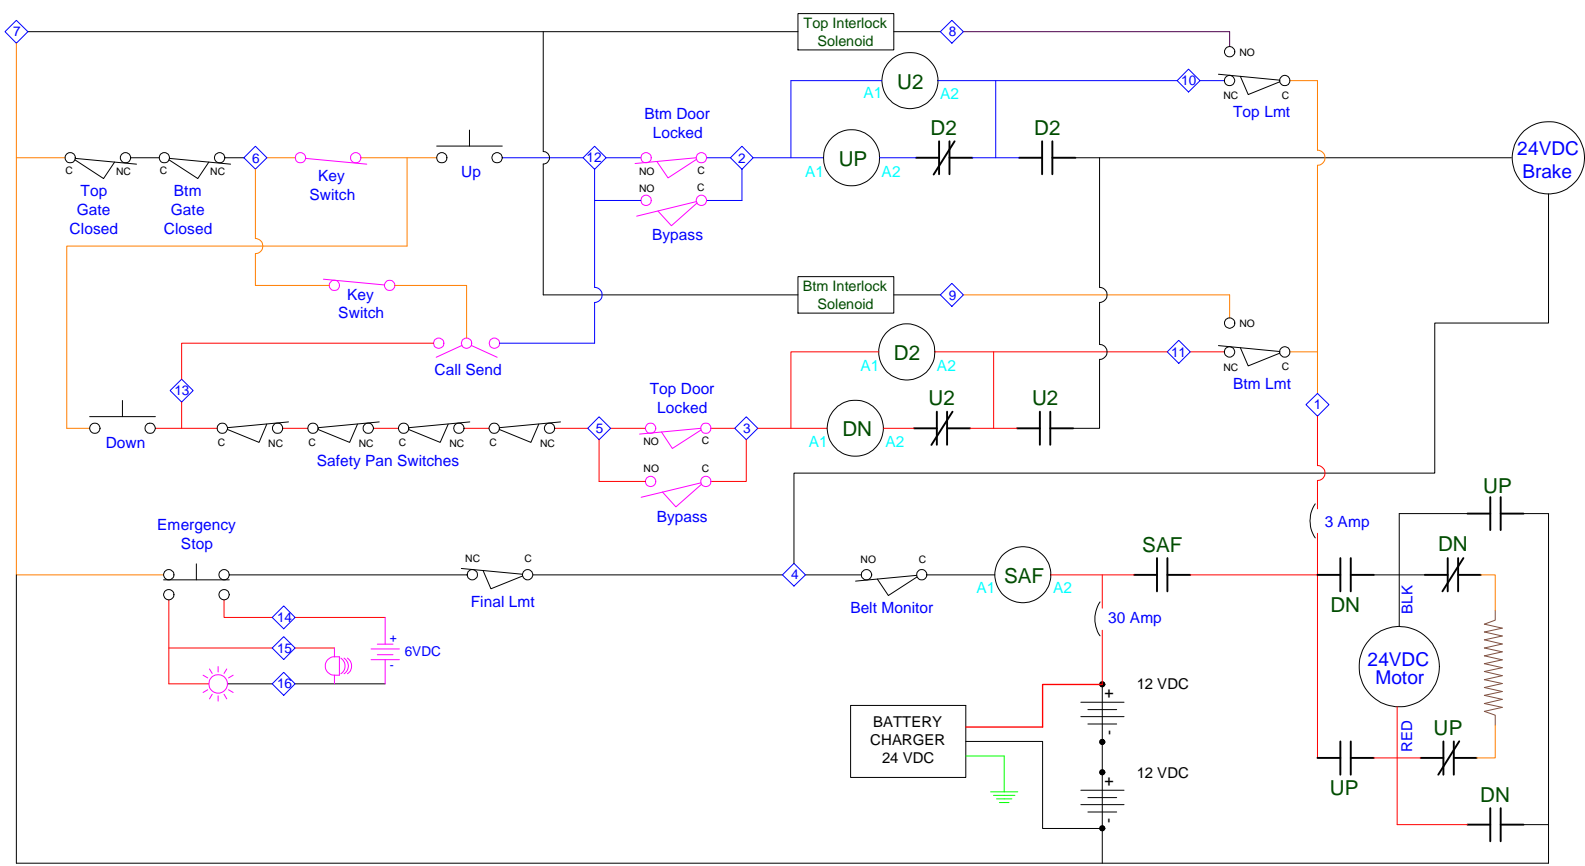 7
Top Interlock
Solenoid
8
NO
U2
A1
A2
10
NC
C
Top Lmt
Btm Door
Locked
D2
D2
24VDC
Brake
C
NC
Top
Gate
Closed
C
NC
Btm
Gate
Closed
6
Key
Switch
Up
12
NO
C
2
NO
C
Bypass
UP
A1
A2
Key
Switch
Btm Interlock
Solenoid
9
NO
Call Send
D2
A1
A2
11
NC
C
Btm Lmt
13
Top Door
Locked
U2
U2
1
Down
C
NC
C
NC
C
NC
C
NC
Safety Pan Switches
5
NO
C
3
NO
C
Bypass
DN
A1
A2
UP
3 Amp
Emergency
Stop
NC
C
Final Lmt
4
NO
C
Belt Monitor
SAF
A1
A2
SAF
DN
DN
BLK
30 Amp
14
15
16
+
-
6VDC
24VDC
Motor
RED
BATTERY
CHARGER
24 VDC
+
-
12 VDC
+
-
12 VDC
UP
UP
DN